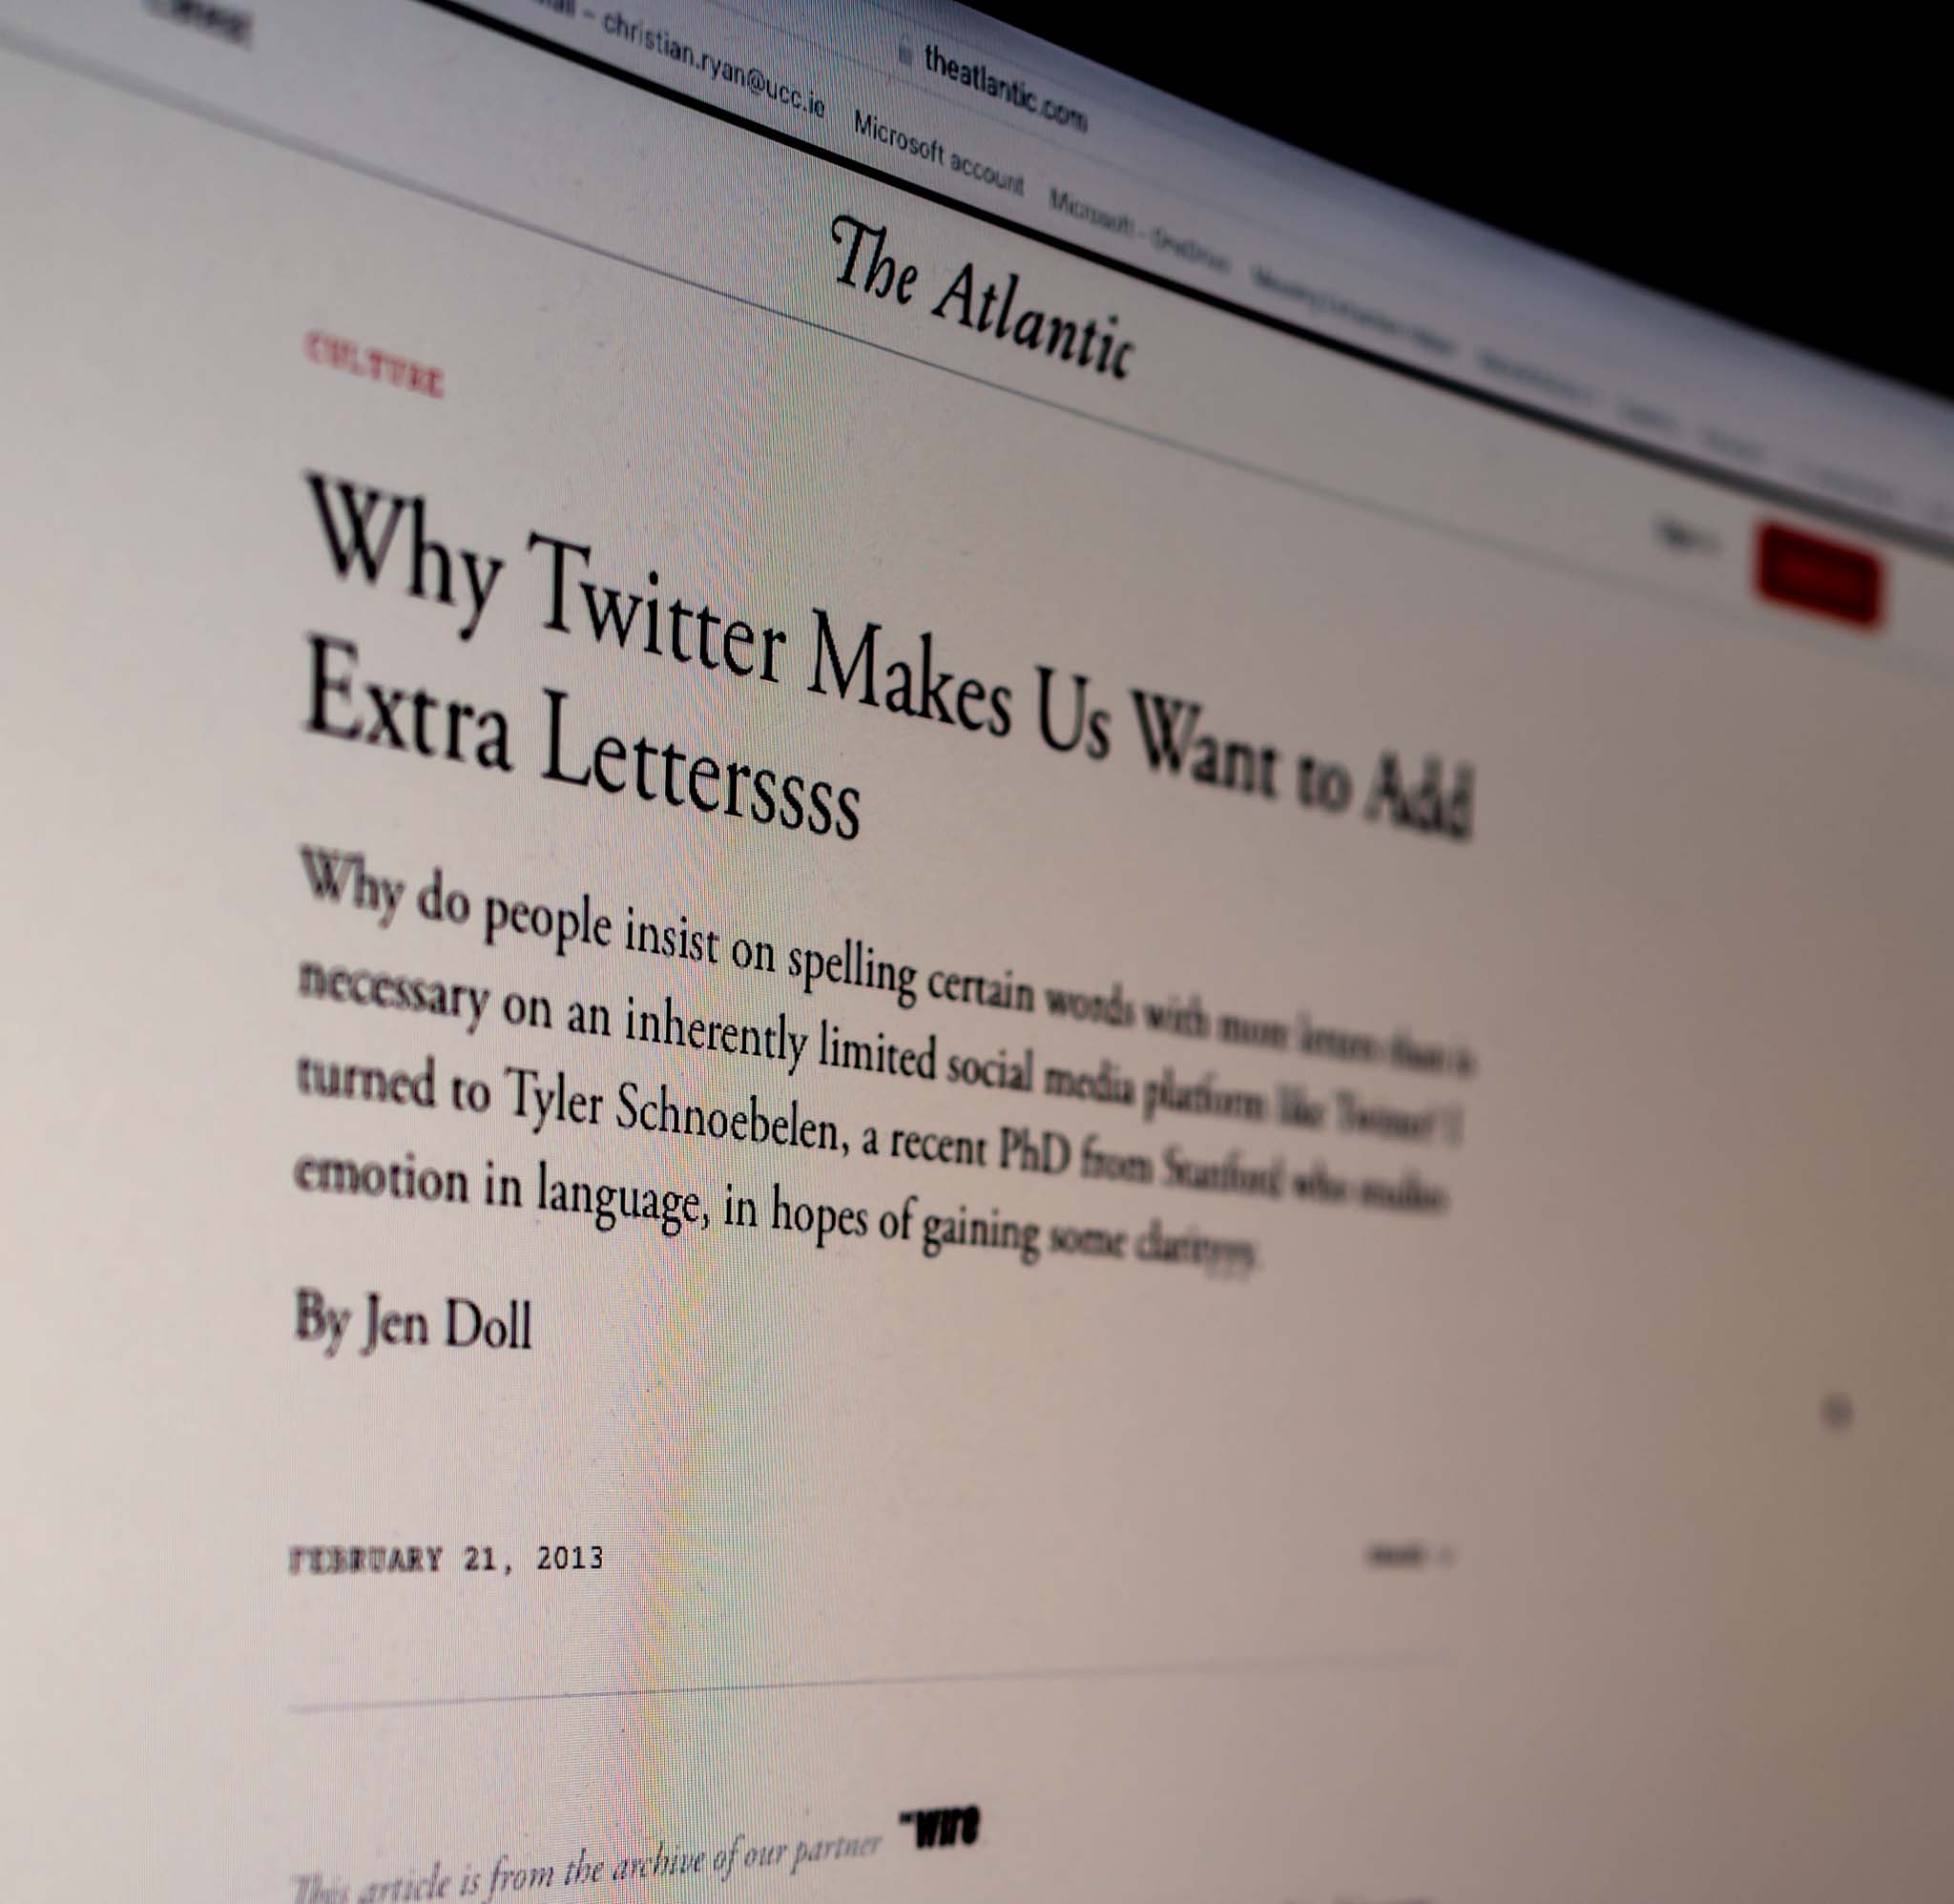 theatlantic.com
– christian.ryan@ucc.ie Microsoft account Microsoft - OneDrive
The Atlantic
CULTURE
Why Twitter Makes Us Want to Add
Extra Letterssss
Why do people insist on spelling certain words with more letters than is
necessary on an inherently limited social media platform like Twitter? I
turned to Tyler Schnoebelen, a recent PhD from Stanford who studies
emotion in language, in hopes of gaining some clarityyy.
By Jen Doll
FEBRUARY 21, 2013
This article is from the archive of our partner "wire